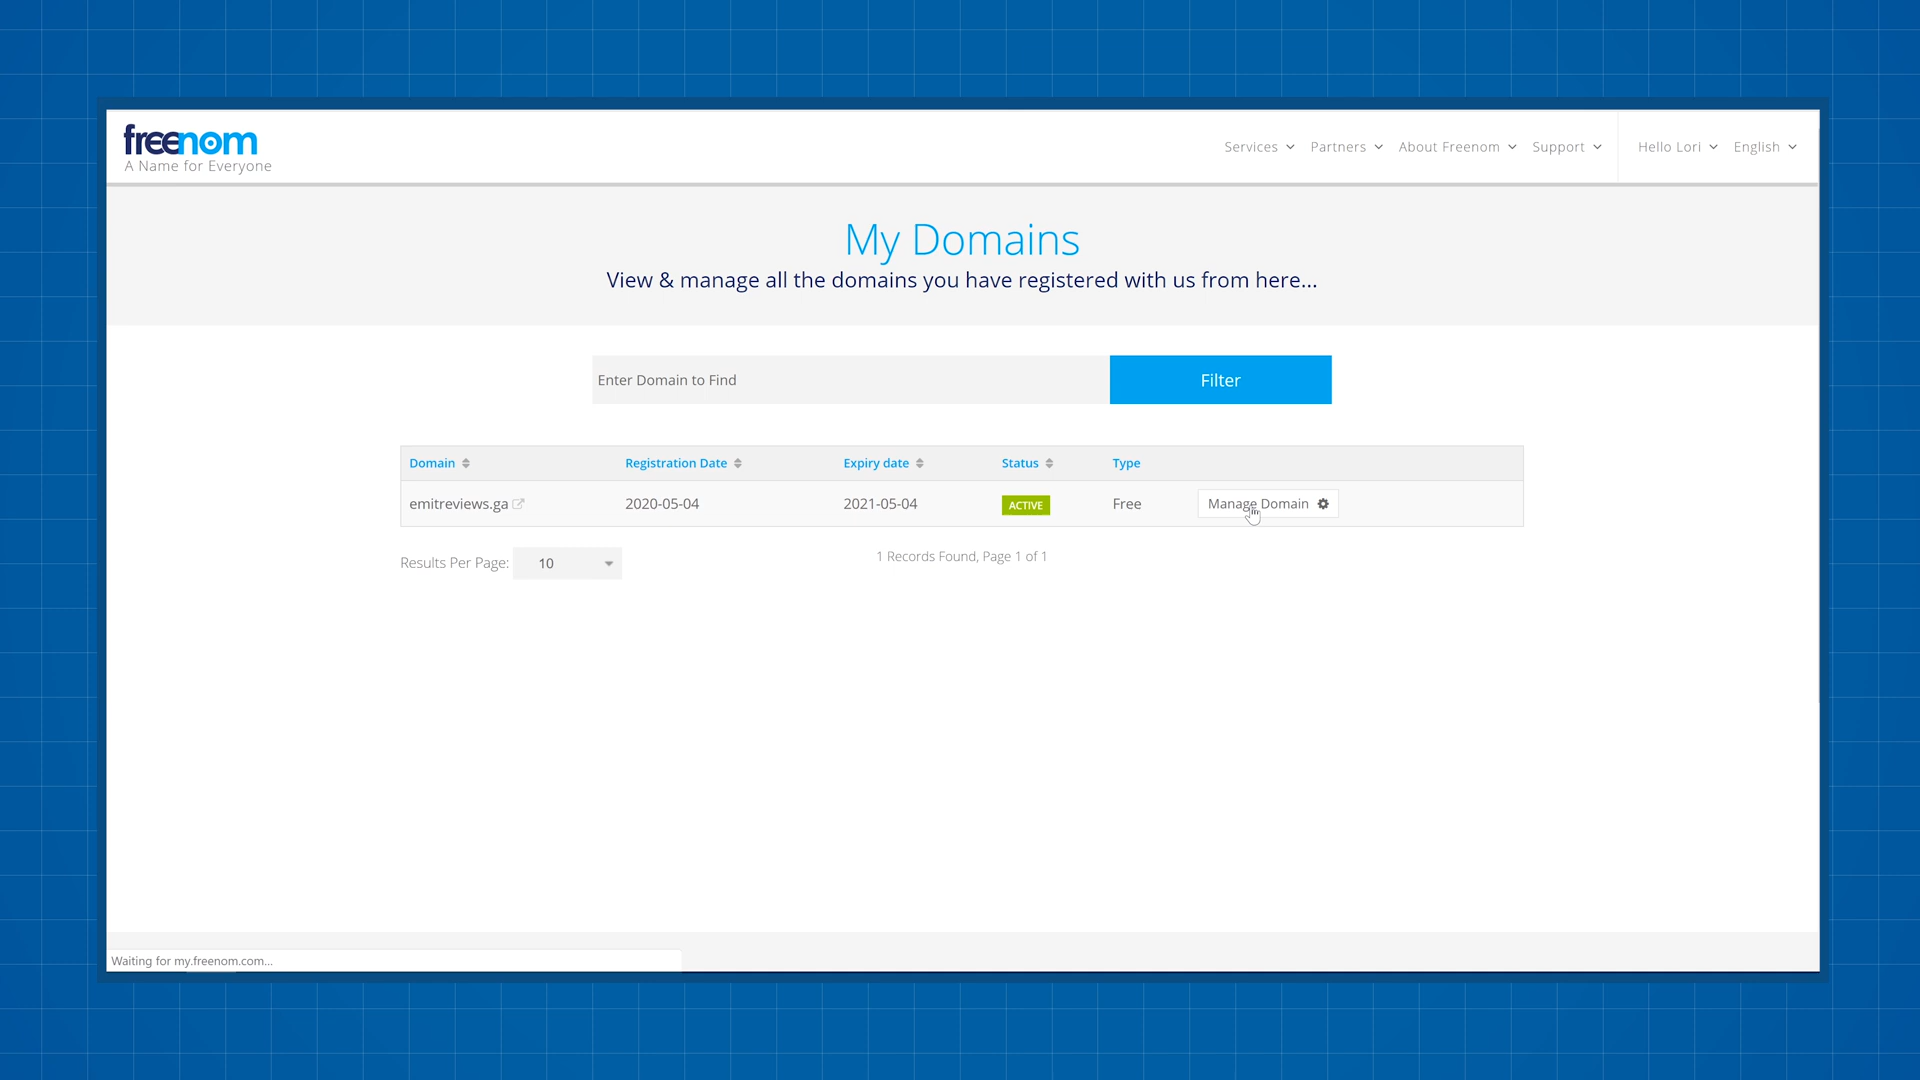 freenom
A Name for Everyone
Services Partners About Freenom Support Hello Lori English
My Domains
View & manage all the domains you have registered with us from here...
Enter Domain to Find Filter
Domain Registration Date Expiry date Status Type
emitreviews.ga 2020-05-04 2021-05-04 ACTIVE Free Manage Domain
Results Per Page: 10 1 Records Found, Page 1 of 1
Waiting for my.freenom.com...